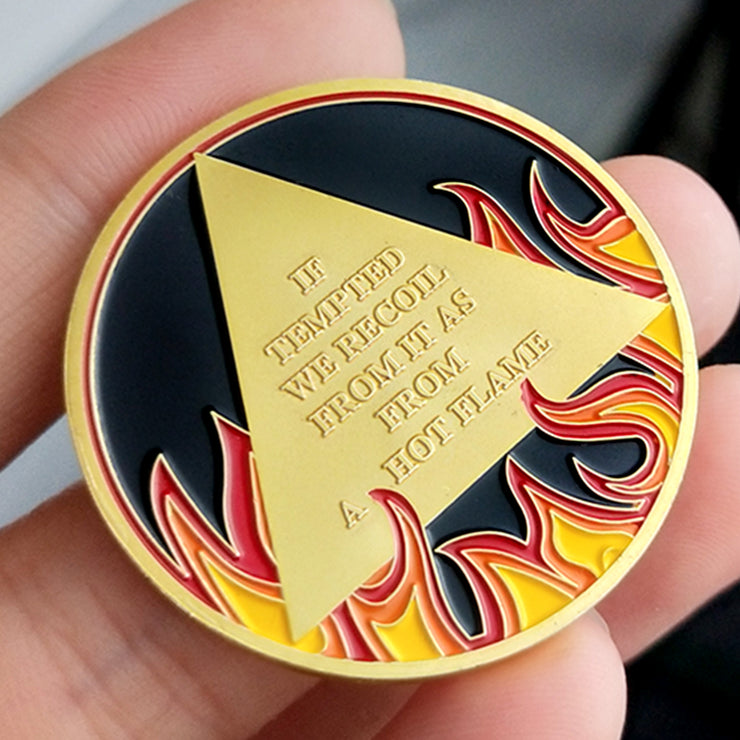 IF
TEMPTED
WE RECOIL
FROM IT AS
FROM
A HOT FLAME